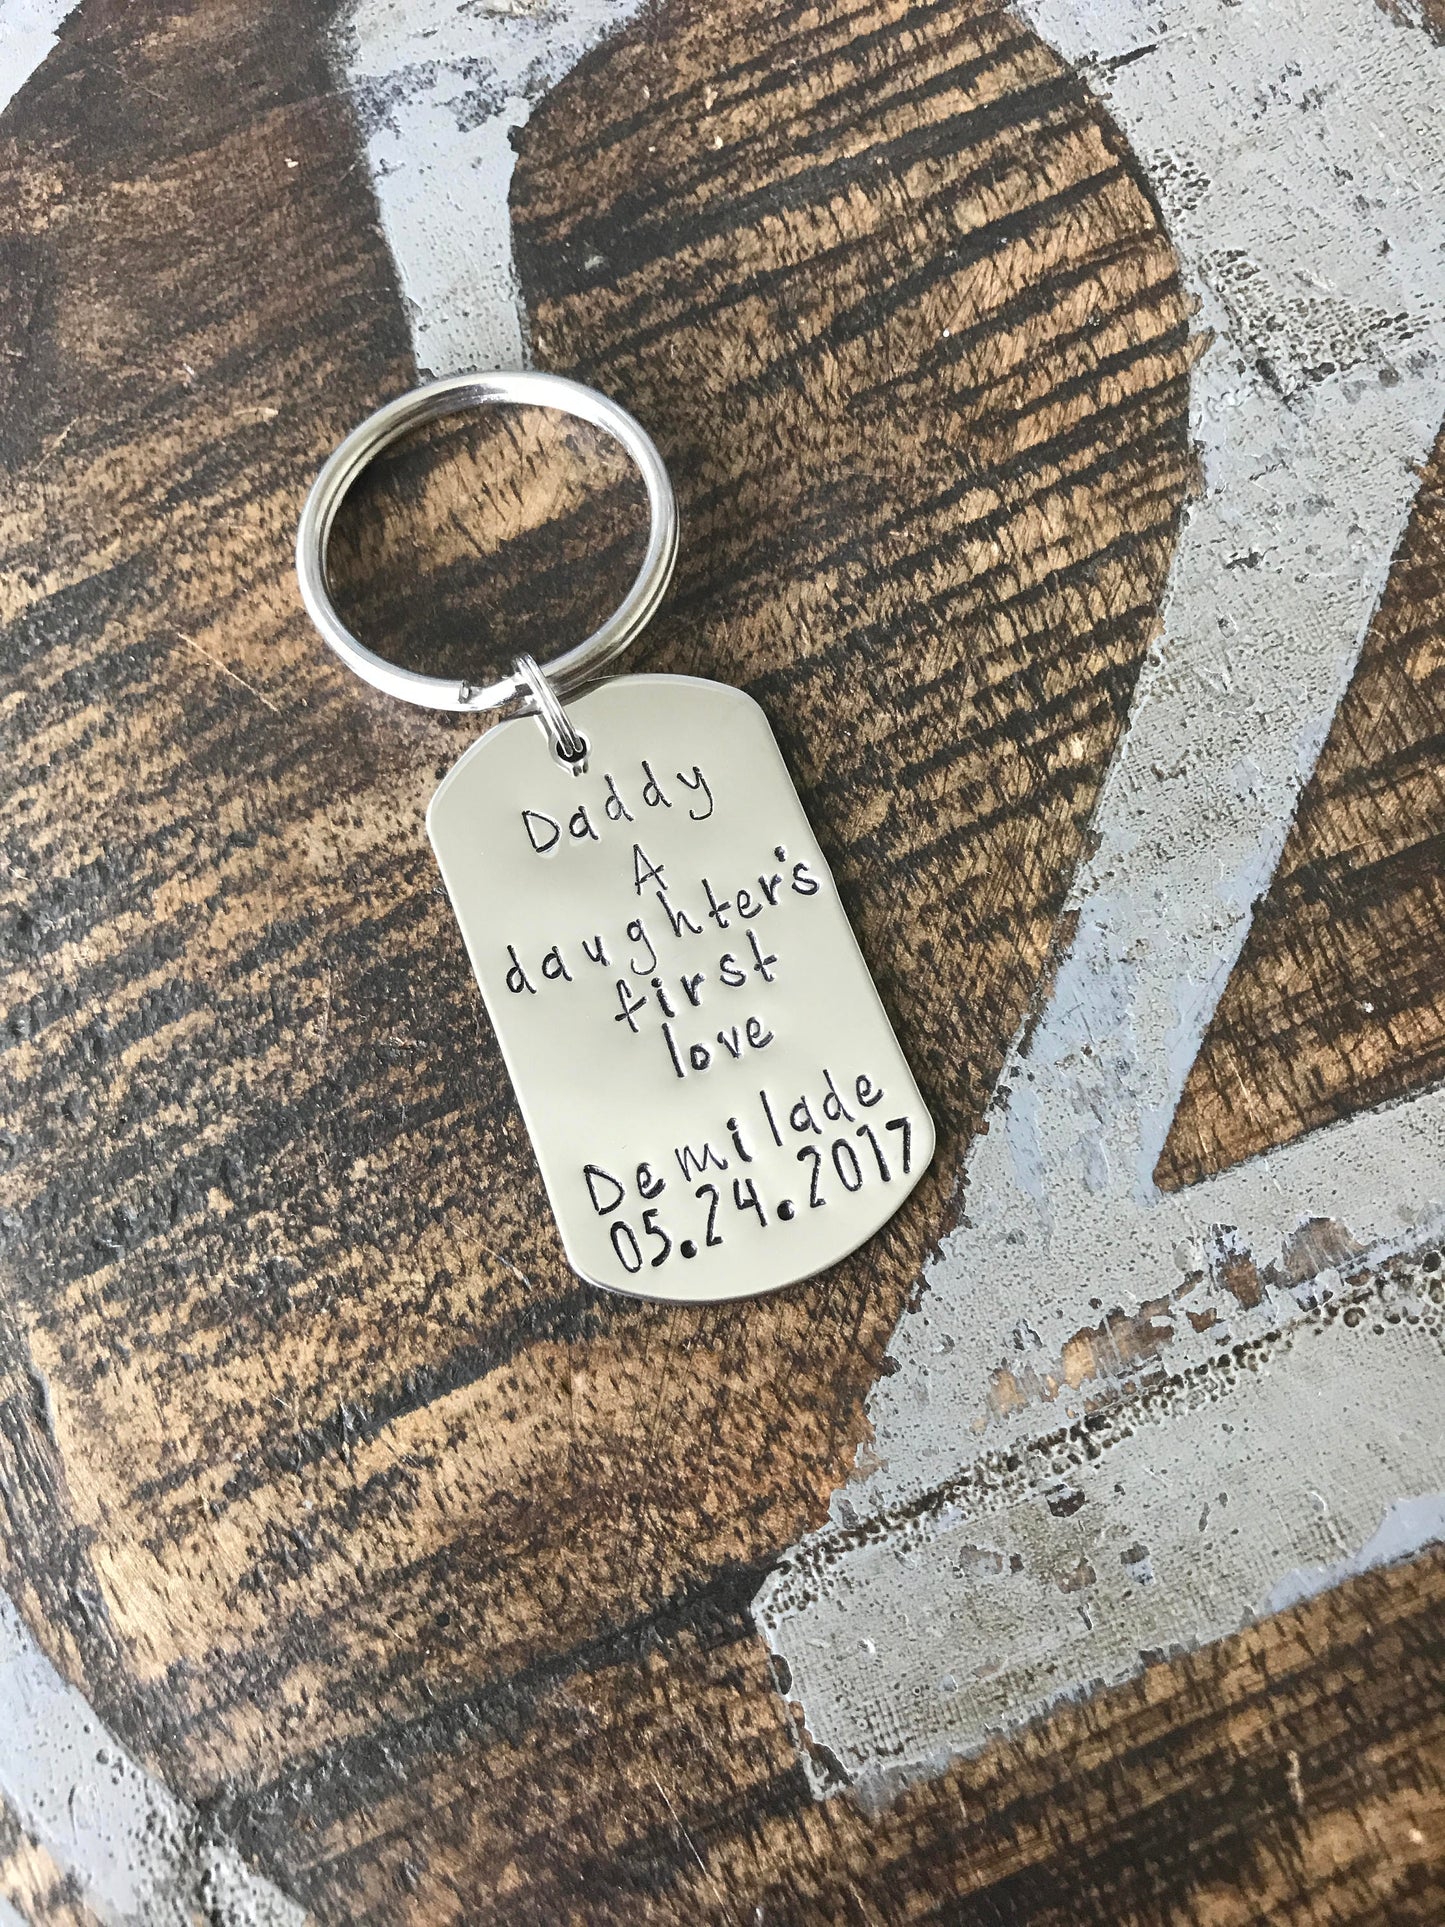 Daddy
A
daughter's
first
love
Demilade
05.24.2017